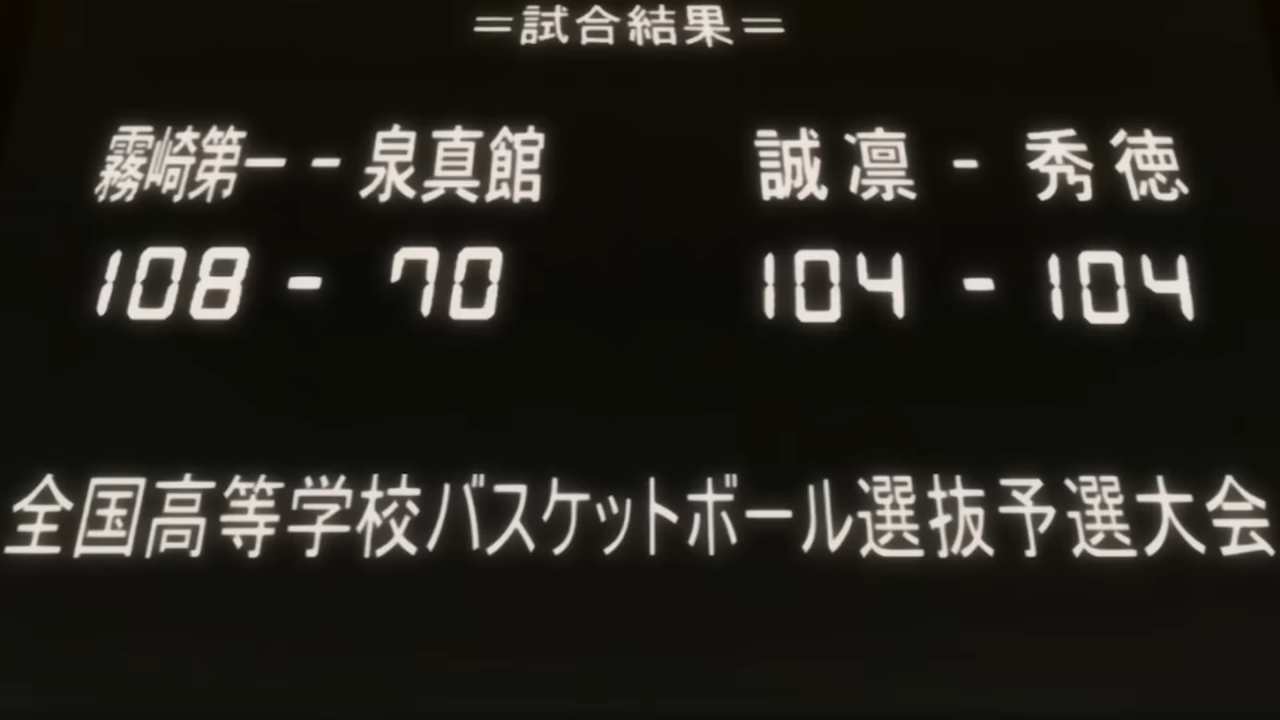 =試合結果=
霧崎第一 - 泉真館 誠凛 - 秀徳
108 - 70 104 - 104
全国高等学校バスケットボール選抜予選大会